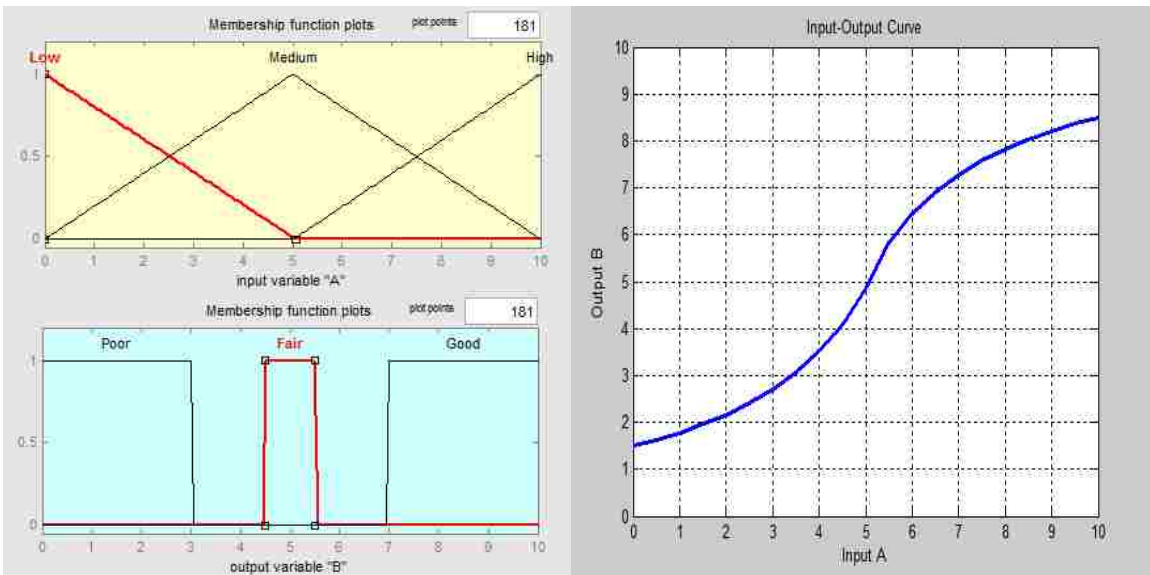 Membership function plots plot points: 181
Low Medium High
1
0.5
0
0 1 2 3 4 5 6 7 8 9 10
input variable "A"
Membership function plots plot points: 181
Poor Fair Good
1
0.5
0
0 1 2 3 4 5 6 7 8 9 10
output variable "B"
Input-Output Curve
10
9
8
7
6
5
4
3
2
1
0
Output B
0 1 2 3 4 5 6 7 8 9 10
Input A